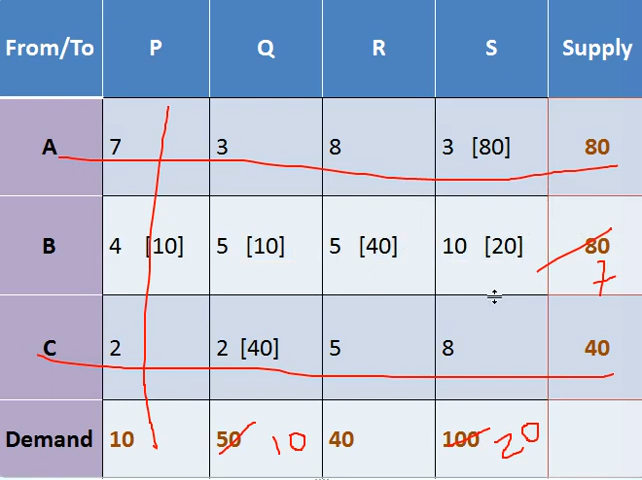 From/To P Q R S Supply
A 7 3 8 3 [80] 80
B 4 [10] 5 [10] 5 [40] 10 [20] 80
7
C 2 2 [40] 5 8 40
Demand 10 50 10 40 100 20